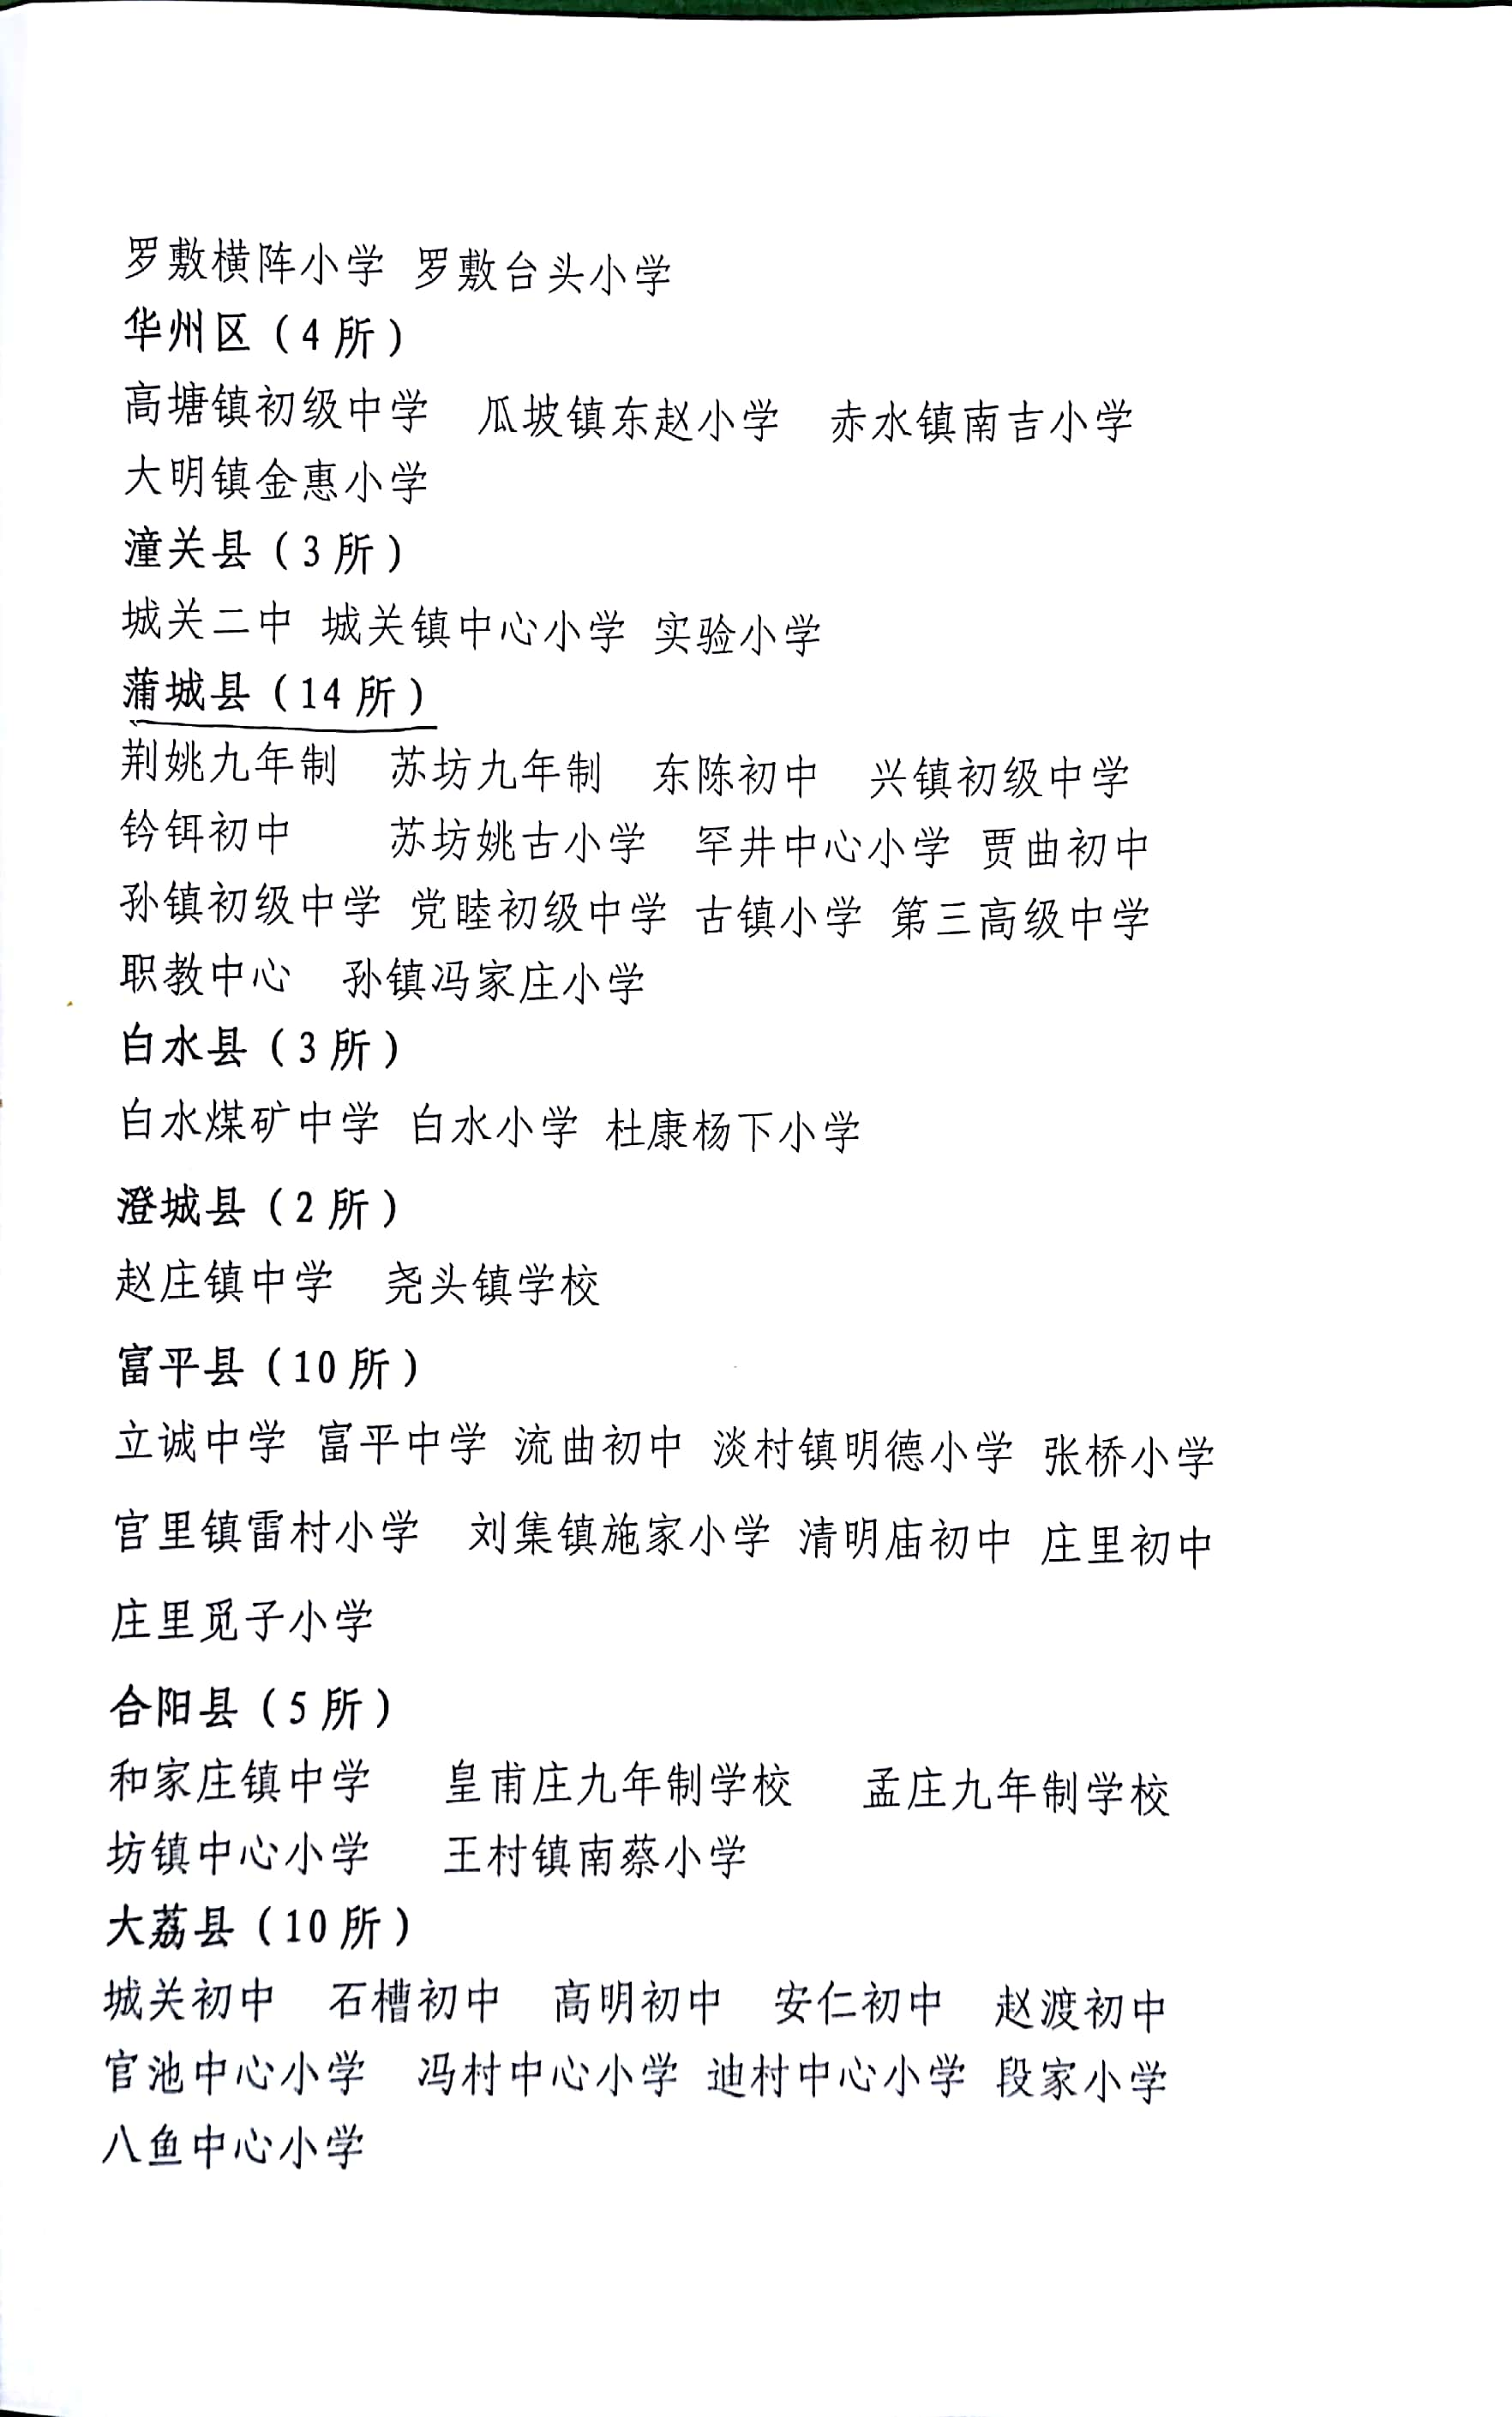 罗敷横阵小学 罗敷台头小学
华州区（4所）
高塘镇初级中学 瓜坡镇东赵小学 赤水镇南吉小学
大明镇金惠小学
潼关县（3所）
城关二中 城关镇中心小学 实验小学
蒲城县（14所）
荆姚九年制 苏坊九年制 东陈初中 兴镇初级中学
钤铒初中 苏坊姚古小学 罕井中心小学 贾曲初中
孙镇初级中学 党睦初级中学 古镇小学 第三高级中学
职教中心 孙镇冯家庄小学
白水县（3所）
白水煤矿中学 白水小学 杜康杨下小学
澄城县（2所）
赵庄镇中学 尧头镇学校
富平县（10所）
立诚中学 富平中学 流曲初中 淡村镇明德小学 张桥小学
宫里镇雷村小学 刘集镇施家小学 清明庙初中 庄里初中
庄里觅子小学
合阳县（5所）
和家庄镇中学 皇甫庄九年制学校 孟庄九年制学校
坊镇中心小学 王村镇南蔡小学
大荔县（10所）
城关初中 石槽初中 高明初中 安仁初中 赵渡初中
官池中心小学 冯村中心小学 迪村中心小学 段家小学
八鱼中心小学